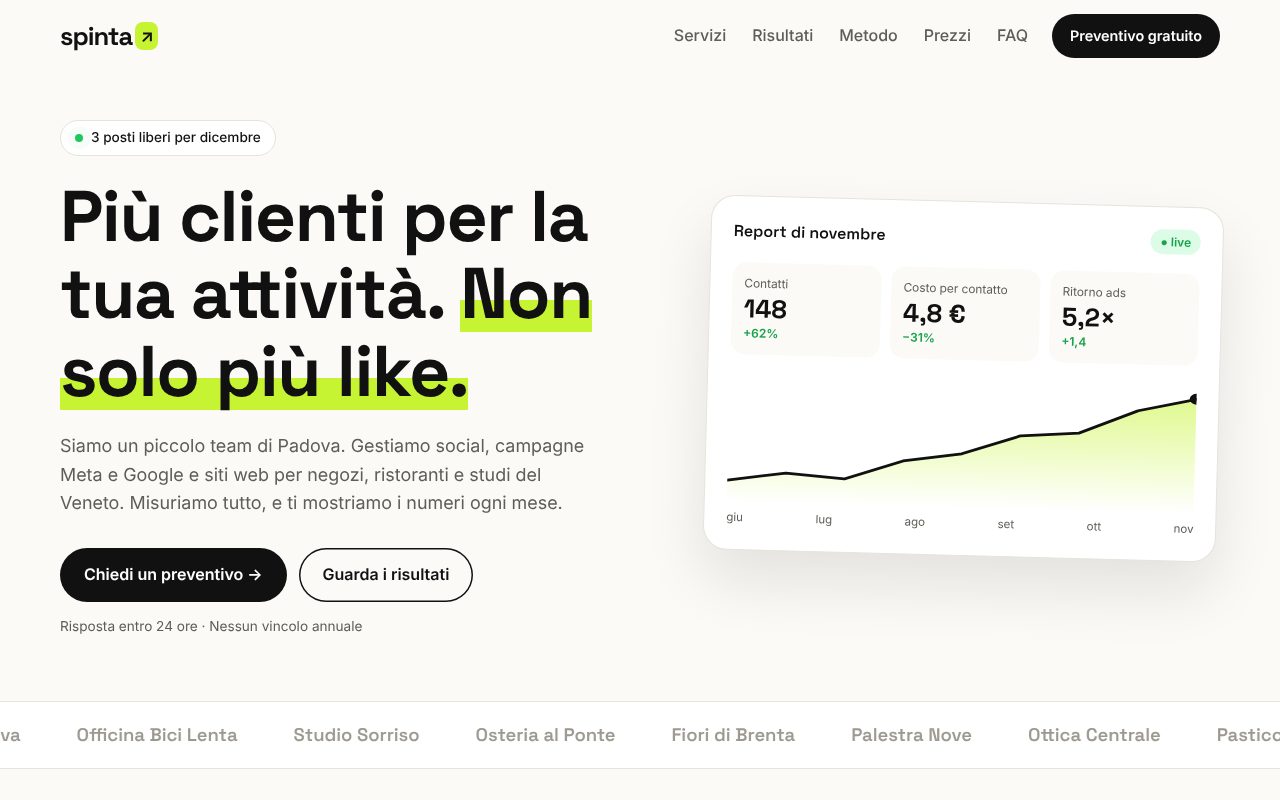 spinta
Servizi
Risultati
Metodo
Prezzi
FAQ
Preventivo gratuito
3 posti liberi per dicembre
Più clienti per la
tua attività. Non
solo più like.
Siamo un piccolo team di Padova. Gestiamo social, campagne
Meta e Google e siti web per negozi, ristoranti e studi del
Veneto. Misuriamo tutto, e ti mostriamo i numeri ogni mese.
Chiedi un preventivo →
Guarda i risultati
Risposta entro 24 ore · Nessun vincolo annuale
Report di novembre
● live
Contatti
148
+62%
Costo per contatto
4,8 €
−31%
Ritorno ads
5,2×
+1,4
giu
lug
ago
set
ott
nov
va
Officina Bici Lenta
Studio Sorriso
Osteria al Ponte
Fiori di Brenta
Palestra Nove
Ottica Centrale